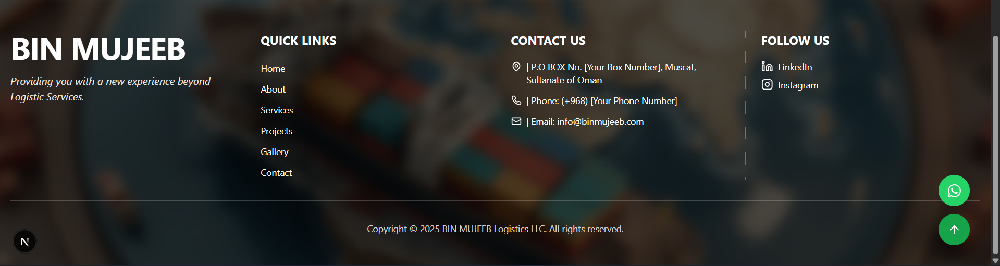 BIN MUJEEB
Providing you with a new experience beyond
Logistic Services.
QUICK LINKS
Home
About
Services
Projects
Gallery
Contact
CONTACT US
| P.O BOX No. [Your Box Number], Muscat,
Sultanate of Oman
| Phone: (+968) [Your Phone Number]
| Email: info@binmujeeb.com
FOLLOW US
LinkedIn
Instagram
Copyright © 2025 BIN MUJEEB Logistics LLC. All rights reserved.
N